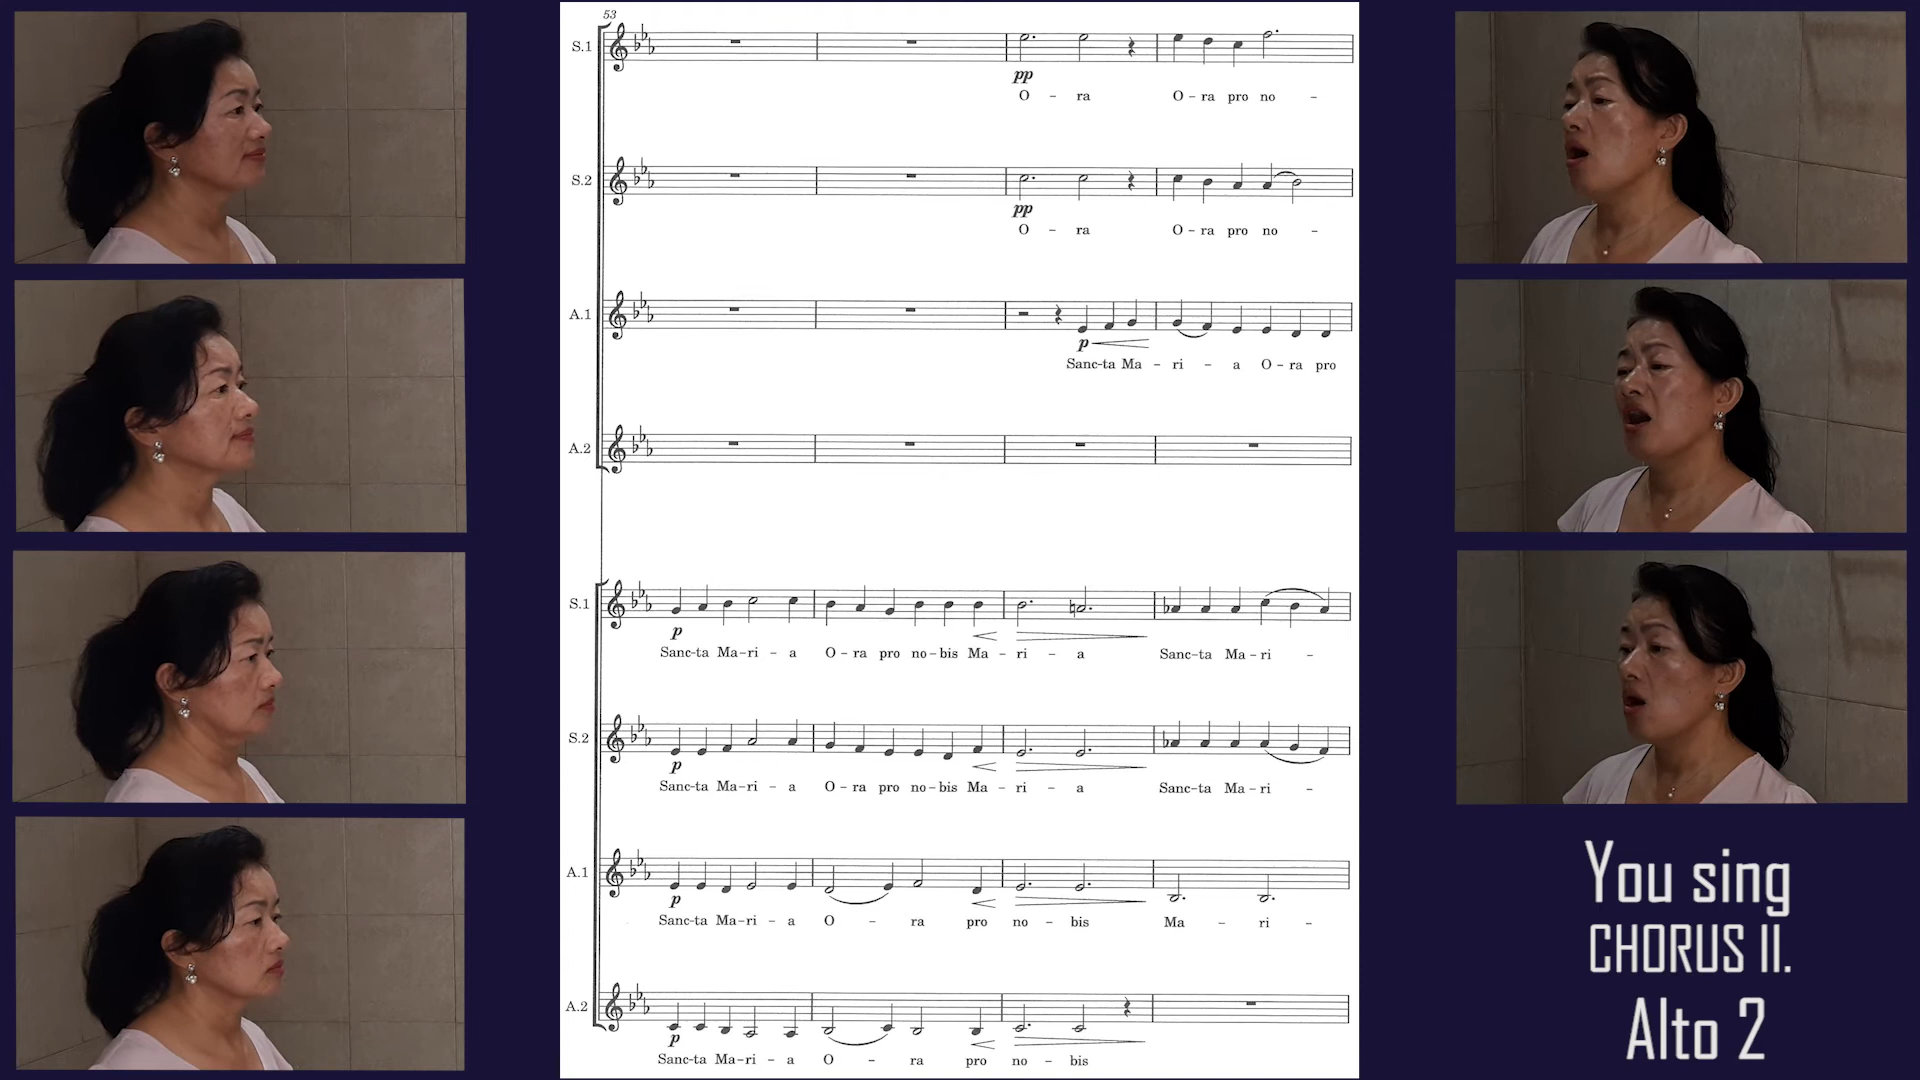 53
S.1
pp
O - ra O - ra pro no -
S.2
pp
O - ra O - ra pro no -
A.1
p
Sanc-ta Ma - ri - a O - ra pro
A.2
S.1
p
Sanc-ta Ma-ri - a O - ra pro no-bis Ma - ri - a Sanc-ta Ma-ri -
S.2
p
Sanc-ta Ma-ri - a O - ra pro no-bis Ma - ri - a Sanc-ta Ma-ri -
A.1
p
Sanc-ta Ma-ri - a O - ra pro no - bis Ma - ri -
A.2
p
Sanc-ta Ma-ri - a O - ra pro no - bis
You sing
CHORUS II.
Alto 2